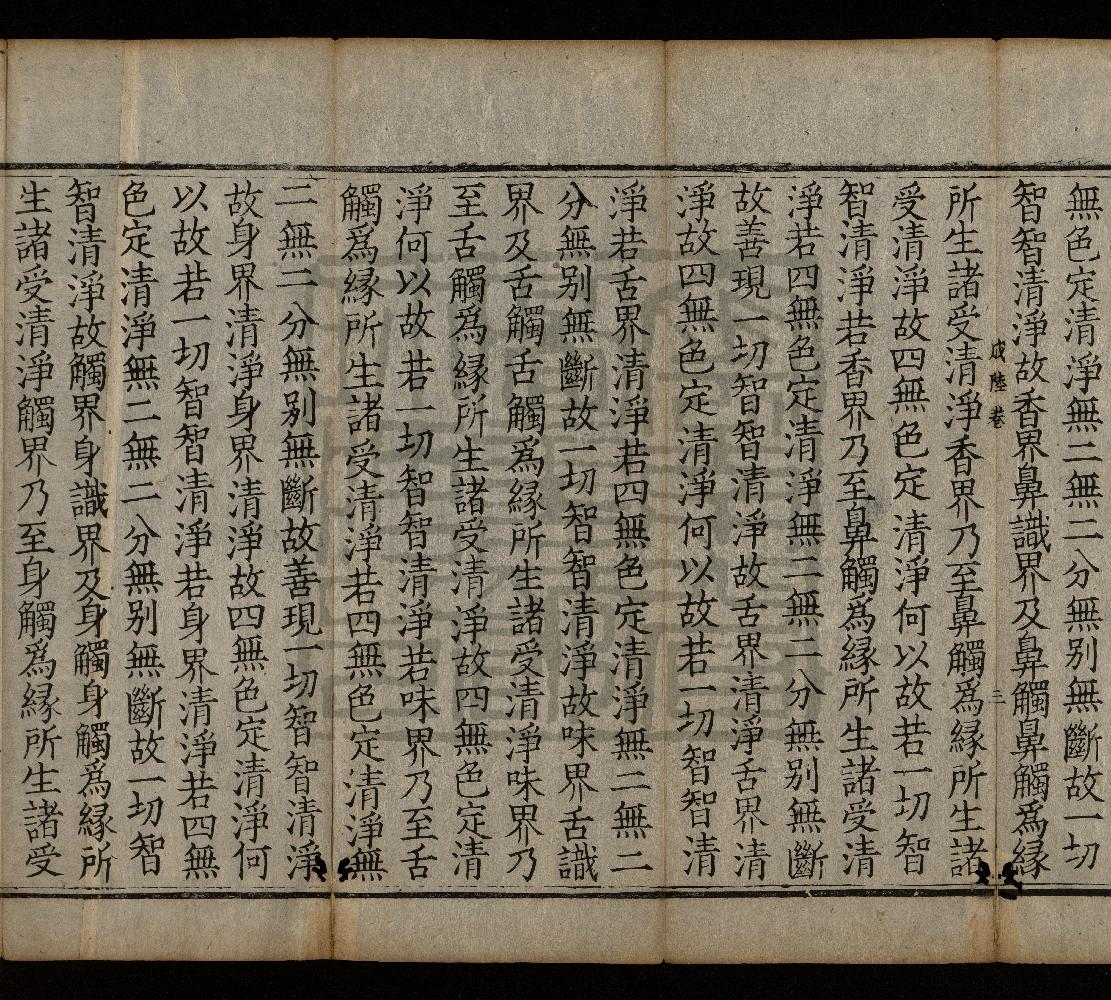 無色定清淨無二無二分無別無斷故一切
智智清淨故香界鼻識界及鼻觸鼻觸為緣
成陸卷 三
所生諸受清淨香界乃至鼻觸為緣所生諸
受清淨故四無色定清淨何以故若一切智
智清淨若香界乃至鼻觸為緣所生諸受清
淨若四無色定清淨無二無二分無別無斷
故善現一切智智清淨故舌界清淨舌界清
淨故四無色定清淨何以故若一切智智清
淨若舌界清淨若四無色定清淨無二無二
分無別無斷故一切智智清淨故味界舌識
界及舌觸舌觸為緣所生諸受清淨味界乃
至舌觸為緣所生諸受清淨故四無色定清
淨何以故若一切智智清淨若味界乃至舌
觸為緣所生諸受清淨若四無色定清淨無
二無二分無別無斷故善現一切智智清淨
故身界清淨身界清淨故四無色定清淨何
以故若一切智智清淨若身界清淨若四無
色定清淨無二無二分無別無斷故一切智
智清淨故觸界身識界及身觸身觸為緣所
生諸受清淨觸界乃至身觸為緣所生諸受